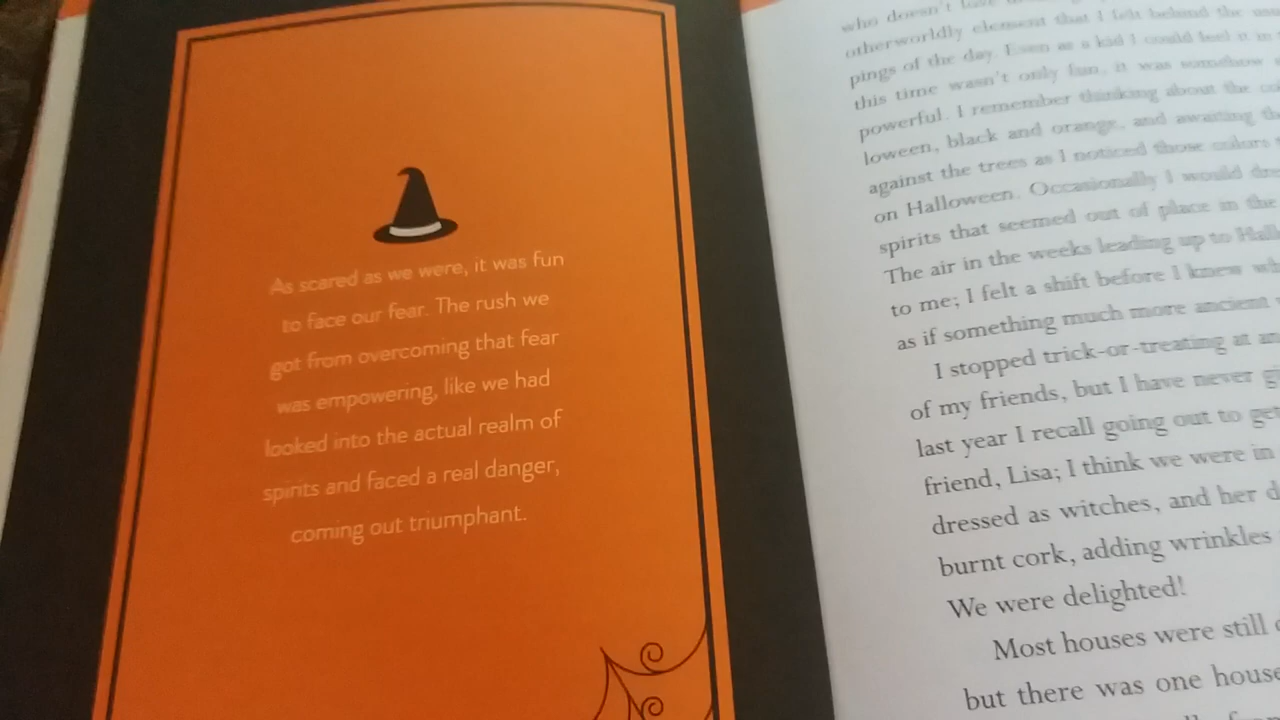 As scared as we were, it was fun
to face our fear. The rush we
got from overcoming that fear
was empowering, like we had
looked into the actual realm of
spirits and faced a real danger,
coming out triumphant.
who doesn't love
otherworldly element that I felt behind the
pings of the day. Even as a kid I could feel it in
this time wasn't only fun, it was somehow
powerful. I remember thinking about the
loween, black and orange, and awaiting
against the trees as I noticed those colors
on Halloween. Occasionally I would
spirits that seemed out of place in the
The air in the weeks leading up to
to me; I felt a shift before I knew
as if something much more ancient
I stopped trick-or-treating at
of my friends, but I have never
last year I recall going out to
friend, Lisa; I think we were in
dressed as witches, and her
burnt cork, adding wrinkles
We were delighted!
Most houses were still
but there was one house